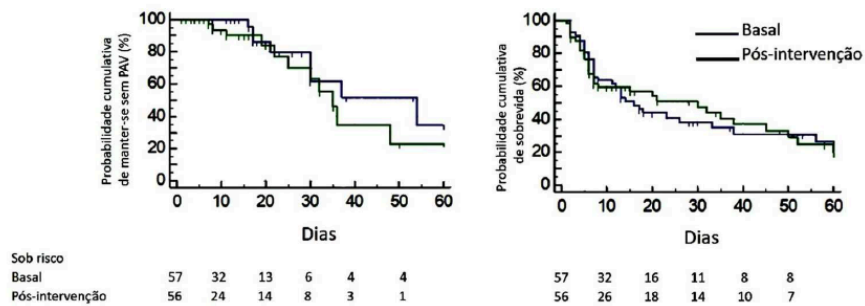 Probabilidade cumulativa
de manter-se sem PAV (%)
100
80
60
40
20
0
0 10 20 30 40 50 60
Dias
Probabilidade cumulativa
de sobrevida (%)
100
80
60
40
20
0
0 10 20 30 40 50 60
Dias
Basal
Pós-intervenção
Sob risco
Basal 57 32 13 6 4 4 57 32 16 11 8 8
Pós-intervenção 56 24 14 8 3 1 56 26 18 14 10 7